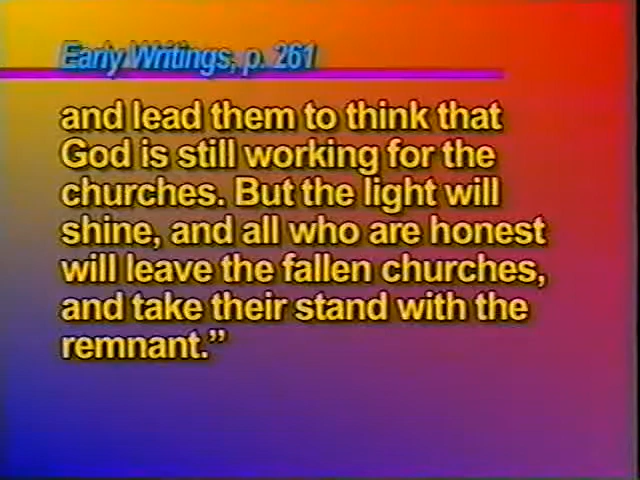 Early Writings, p. 261
and lead them to think that
God is still working for the
churches. But the light will
shine, and all who are honest
will leave the fallen churches,
and take their stand with the
remnant.”